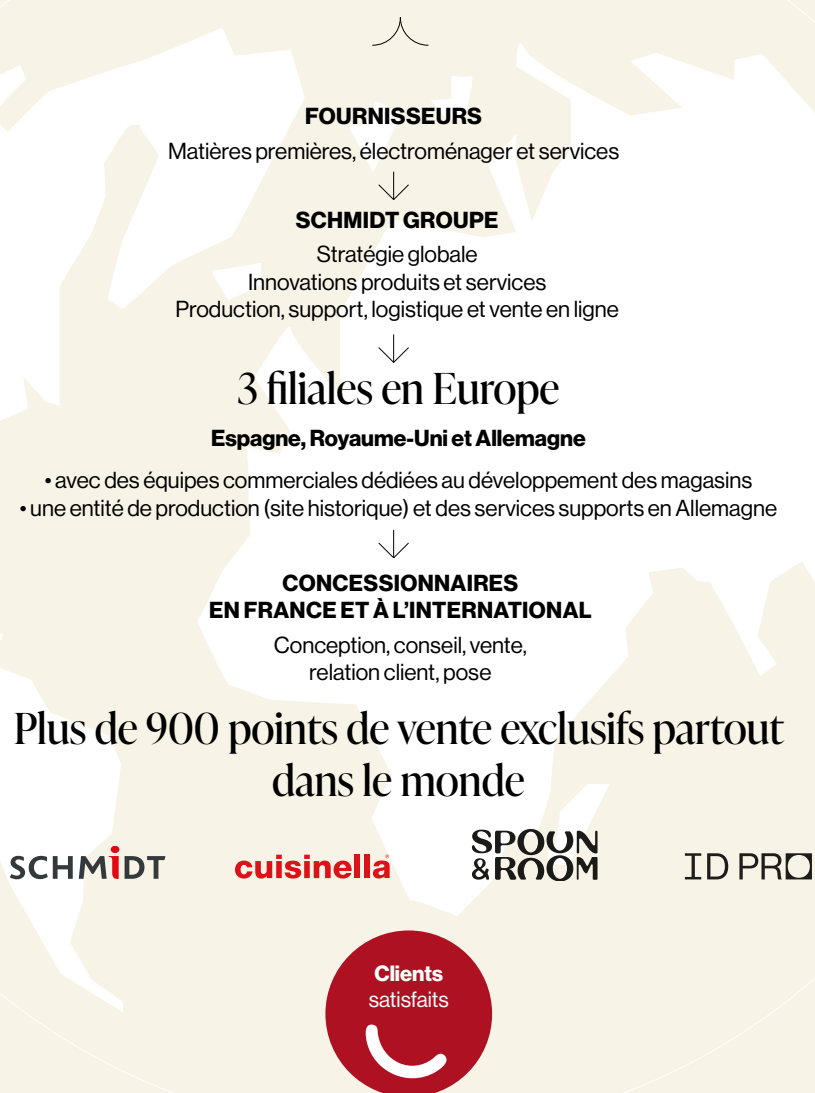 FOURNISSEURS
Matières premières, électroménager et services
SCHMIDT GROUPE
Stratégie globale
Innovations produits et services
Production, support, logistique et vente en ligne
3 filiales en Europe
Espagne, Royaume-Uni et Allemagne
• avec des équipes commerciales dédiées au développement des magasins
• une entité de production (site historique) et des services supports en Allemagne
CONCESSIONNAIRES
EN FRANCE ET À L'INTERNATIONAL
Conception, conseil, vente,
relation client, pose
Plus de 900 points de vente exclusifs partout
dans le monde
SCHMiDT
cuisinella
SPOON
&ROOM
ID PRO
Clients
satisfaits